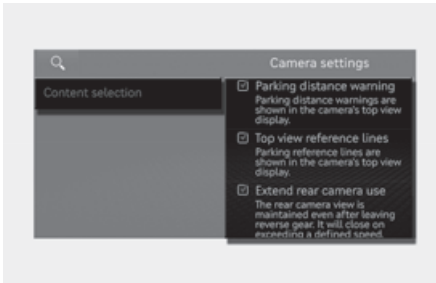 Camera settings
Content selection
Parking distance warning
Parking distance warnings are
shown in the camera's top view
display.
Top view reference lines
Parking reference lines are
shown in the camera's top view
display.
Extend rear camera use
The rear camera view is
maintained even after leaving
reverse gear. It will close on
exceeding a defined speed.